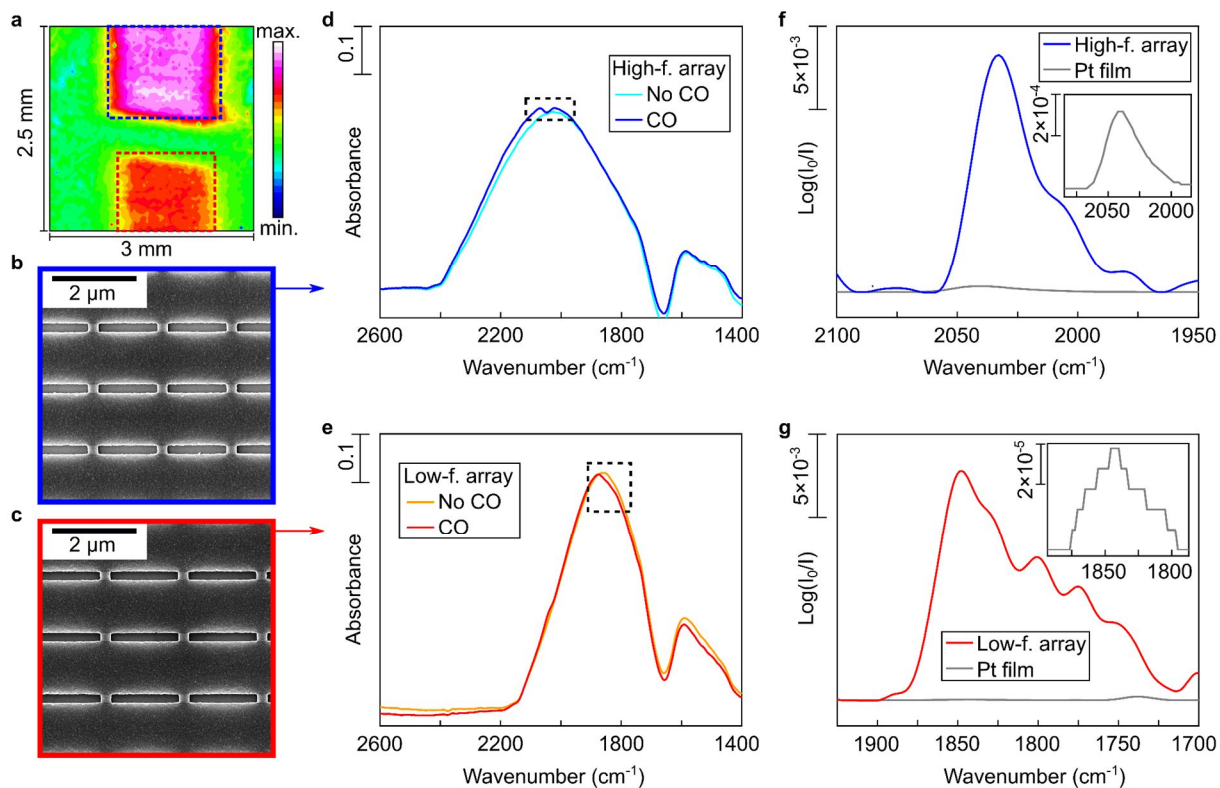 a
max.
2.5 mm
min.
3 mm
b
2 μm
c
2 μm
d
0.1
High-f. array
No CO
CO
Absorbance
2600 2200 1800 1400
Wavenumber (cm⁻¹)
e
0.1
Low-f. array
No CO
CO
Absorbance
2600 2200 1800 1400
Wavenumber (cm⁻¹)
f
5×10⁻³
High-f. array
Pt film
2×10⁻⁴
2050 2000
Log(I₀/I)
2100 2050 2000 1950
Wavenumber (cm⁻¹)
g
5×10⁻³
2×10⁻⁵
1850 1800
Log(I₀/I)
Low-f. array
Pt film
1900 1850 1800 1750 1700
Wavenumber (cm⁻¹)